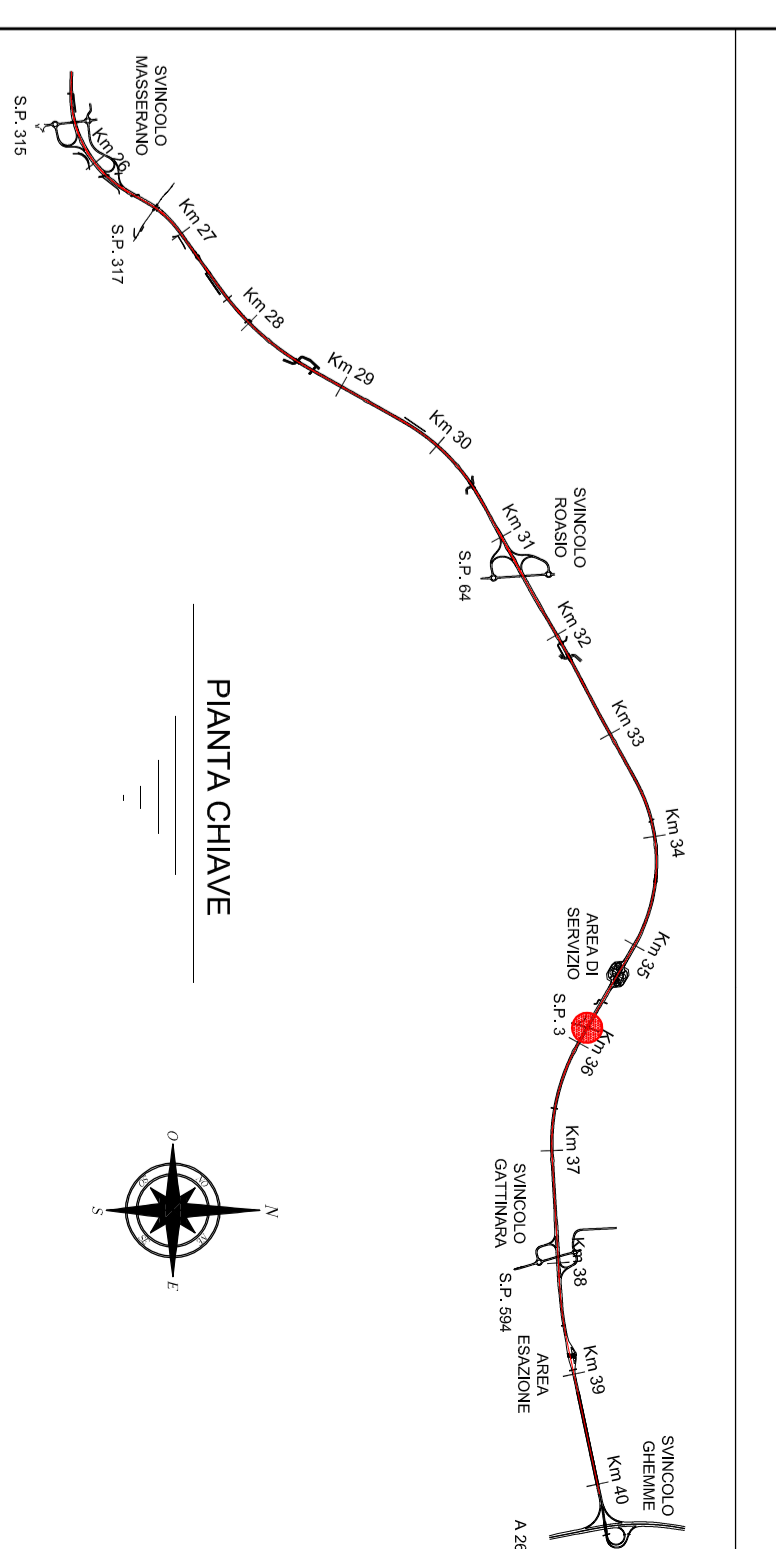 SVINCOLO
MASSERANO
S.P. 315
Km 26
S.P. 317
Km 27
Km 28
Km 29
Km 30
SVINCOLO
ROASIO
Km 31
S.P. 64
Km 32
Km 33
Km 34
AREA DI
SERVIZIO
Km 35
S.P. 3
Km 36
Km 37
SVINCOLO
GATTINARA
Km 38
S.P. 594
AREA
ESAZIONE
Km 39
Km 40
SVINCOLO
GHEMME
A 26
PIANTA CHIAVE
N
NO
O
S
E